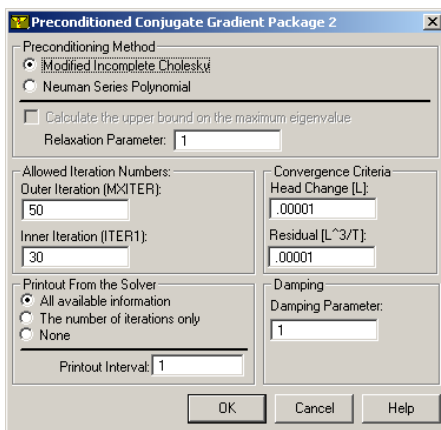 Preconditioned Conjugate Gradient Package 2
Preconditioning Method
Modified Incomplete Cholesky
Neuman Series Polynomial
Calculate the upper bound on the maximum eigenvalue
Relaxation Parameter: 1
Allowed Iteration Numbers:
Outer Iteration (MXITER):
50
Inner Iteration (ITER1):
30
Convergence Criteria
Head Change [L]:
.00001
Residual [L^3/T]:
.00001
Printout From the Solver
All available information
The number of iterations only
None
Printout Interval: 1
Damping
Damping Parameter:
1
OK Cancel Help